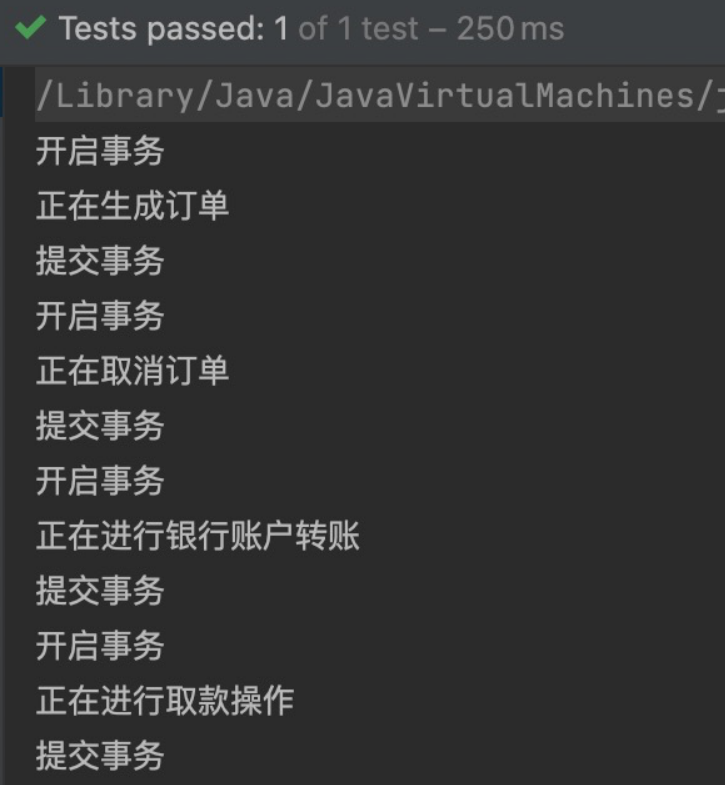 Tests passed: 1 of 1 test – 250 ms
/Library/Java/JavaVirtualMachines/
开启事务
正在生成订单
提交事务
开启事务
正在取消订单
提交事务
开启事务
正在进行银行账户转账
提交事务
开启事务
正在进行取款操作
提交事务